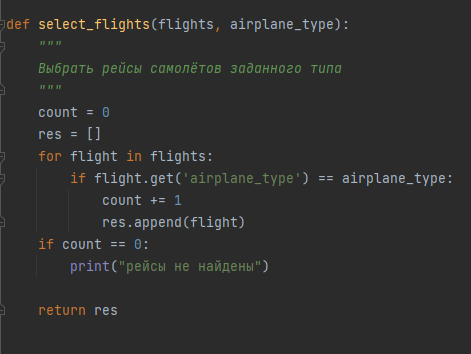 def select_flights(flights, airplane_type):
    """
    Выбрать рейсы самолётов заданного типа
    """
    count = 0
    res = []
    for flight in flights:
        if flight.get('airplane_type') == airplane_type:
            count += 1
            res.append(flight)
    if count == 0:
        print("рейсы не найдены")

    return res